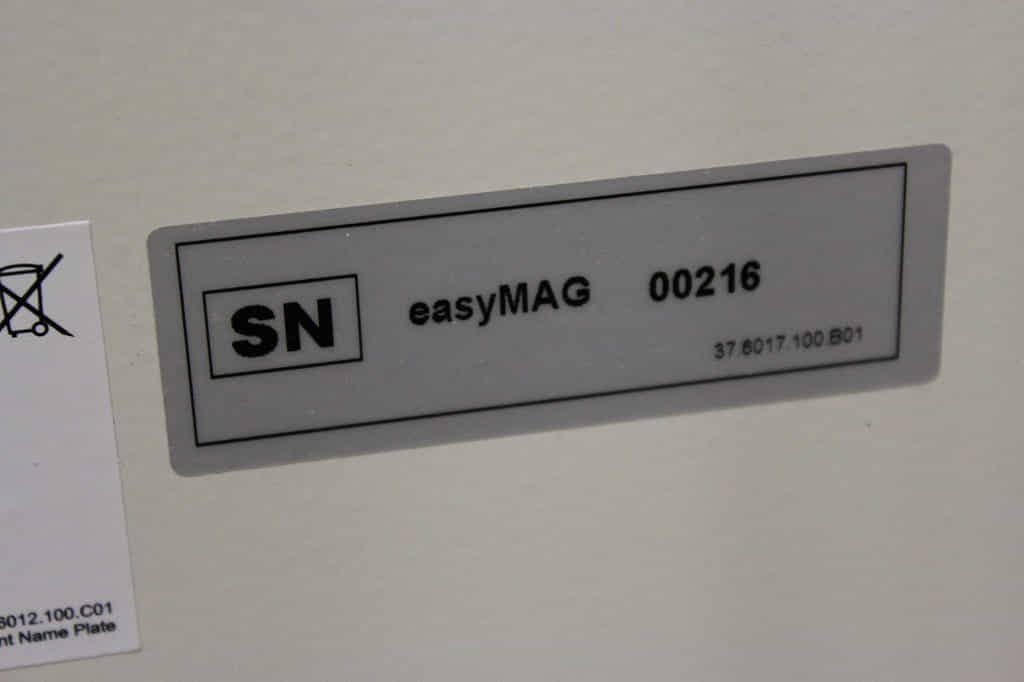 SN easyMAG 00216
37.6017.100.B01
6012.100.C01
nt Name Plate